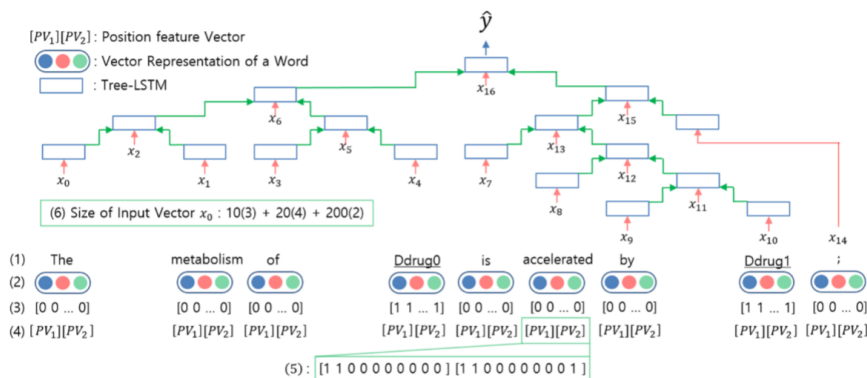 ŷ
[PV₁][PV₂] : Position feature Vector
: Vector Representation of a Word
: Tree-LSTM
x₁₆
x₆ x₁₅
x₂ x₅ x₁₃
x₀ x₁ x₃ x₄ x₇ x₁₂
x₈ x₁₁
(6) Size of Input Vector x₀ : 10(3) + 20(4) + 200(2)
x₉ x₁₀ x₁₄
(1) The metabolism of Ddrug0 is accelerated by Ddrug1 ;
(2)
(3) [0 0 ... 0] [0 0 ... 0] [0 0 ... 0] [1 1 ... 1] [0 0 ... 0] [0 0 ... 0] [0 0 ... 0] [1 1 ... 1] [0 0 ... 0]
(4) [PV₁][PV₂] [PV₁][PV₂] [PV₁][PV₂] [PV₁][PV₂] [PV₁][PV₂] [PV₁][PV₂] [PV₁][PV₂] [PV₁][PV₂] [PV₁][PV₂]
(5) : [1 1 0 0 0 0 0 0 0 0] [1 1 0 0 0 0 0 0 0 1]